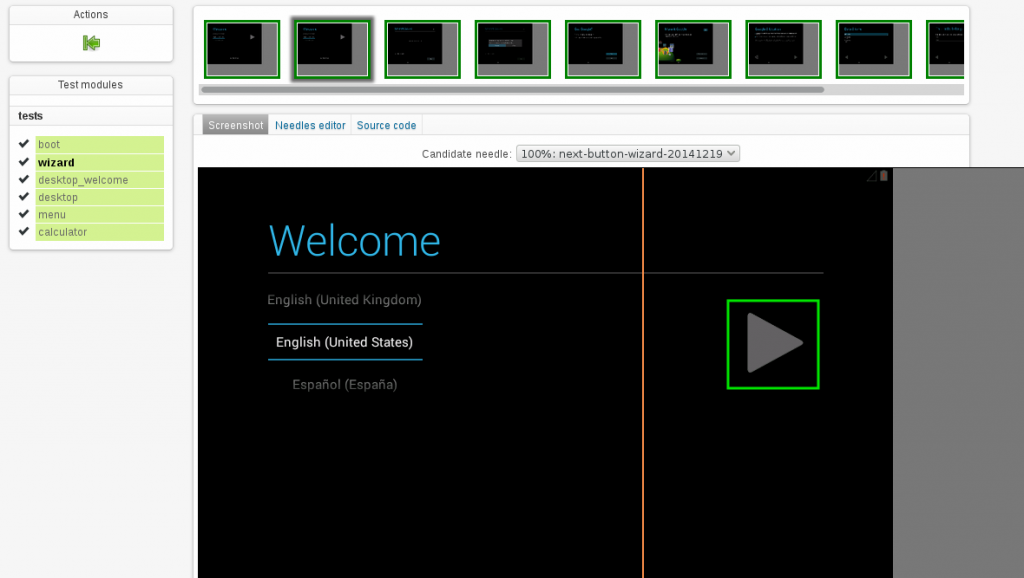 Actions
Test modules
tests
boot
wizard
desktop_welcome
desktop
menu
calculator
Screenshot Needles editor Source code
Candidate needle: 100%: next-button-wizard-20141219
Welcome
English (United Kingdom)
English (United States)
Español (España)